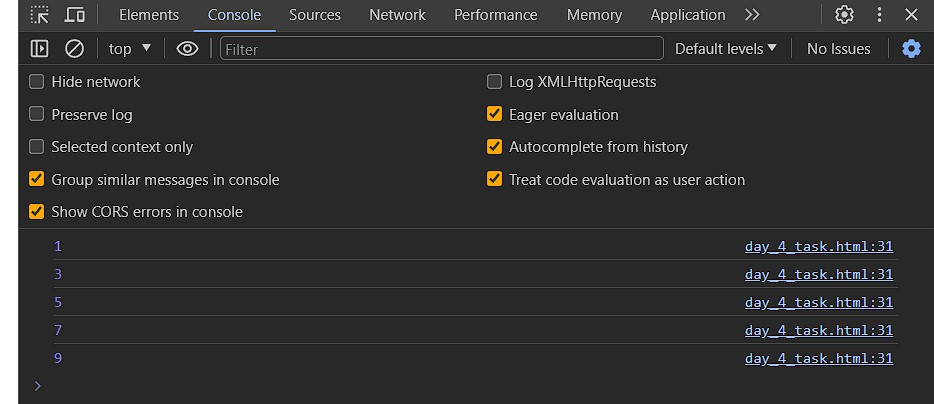 Elements Console Sources Network Performance Memory Application
top Filter Default levels No Issues
Hide network Log XMLHttpRequests
Preserve log Eager evaluation
Selected context only Autocomplete from history
Group similar messages in console Treat code evaluation as user action
Show CORS errors in console
1 day_4_task.html:31
3 day_4_task.html:31
5 day_4_task.html:31
7 day_4_task.html:31
9 day_4_task.html:31